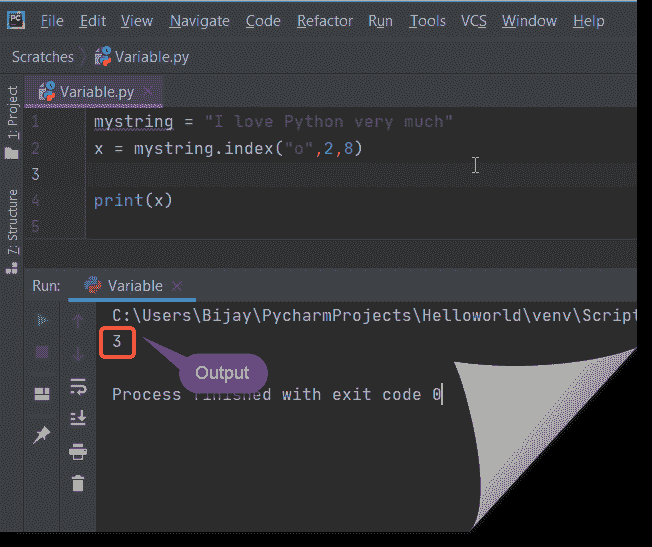 PC File Edit View Navigate Code Refactor Run Tools VCS Window Help
Scratches Variable.py
Variable.py
1: Project
7: Structure
1 mystring = "I love Python very much"
2 x = mystring.index("o",2,8)
3
4 print(x)
5
Run: Variable
C:\Users\Bijay\PycharmProjects\Helloworld\venv\Script
3
Output
Process finished with exit code 0